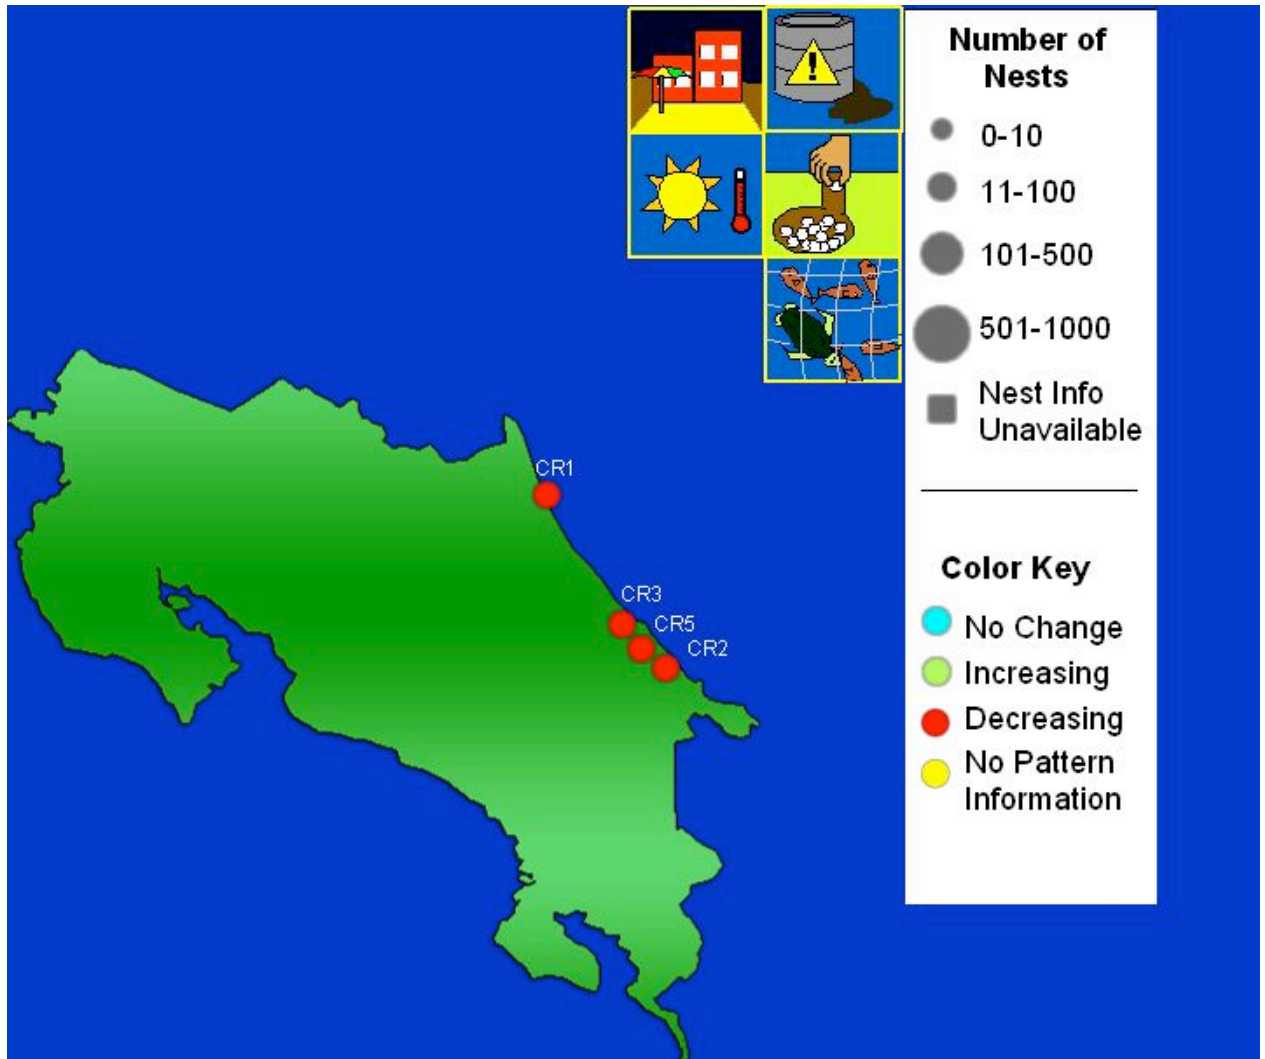 Number of
Nests
0-10
11-100
101-500
501-1000
Nest Info
Unavailable
Color Key
No Change
Increasing
Decreasing
No Pattern
Information
CR1
CR3
CR5
CR2
!